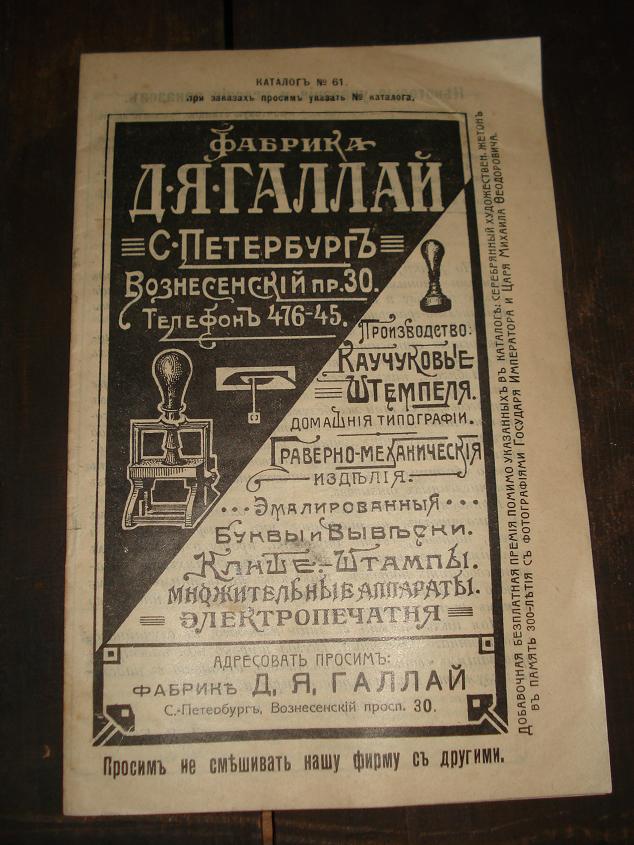 КАТАЛОГЪ № 61.
При заказахъ просимъ указать № каталога.
ФАБРИКА
Д·Я·ГАЛЛАЙ
С·ПЕТЕРБУРГЪ
ВОЗНЕСЕНСКІЙ ПР. 30.
ТЕЛЕФОНЪ 476-45.
ПРОИЗВОДСТВО:
КАУЧУКОВЫЕ
ШТЕМПЕЛЯ.
ДОМАШНІЯ ТИПОГРАФІИ.
ГРАВЕРНО-МЕХАНИЧЕСКІЯ
ИЗДѢЛІЯ:
ЭМАЛИРОВАННЫЯ
БУКВЫ И ВЫВѢСКИ.
КЛИШЕ.-ШТАМПЫ.
МНОЖИТЕЛЬНЫЕ АППАРАТЫ.
ЭЛЕКТРОПЕЧАТНЯ
АДРЕСОВАТЬ ПРОСИМЪ:
ФАБРИКѢ Д. Я. ГАЛЛАЙ
С.-Петербургъ, Вознесенскій просп. 30.
Просимъ не смѣшивать нашу фирму съ другими.
ДОБАВОЧНАЯ БЕЗПЛАТНАЯ ПРЕМІЯ ПОМИМО УКАЗАННЫХЪ ВЪ КАТАЛОГѢ: СЕРЕБРЯННЫЙ ХУДОЖЕСТВЕН. ЖЕТОНЪ
ВЪ ПАМЯТЬ 300-ЛѢТІЯ СЪ ФОТОГРАФІЯМИ ГОСУДАРЯ ИМПЕРАТОРА И ЦАРЯ МИХАИЛА ѲЕОДОРОВИЧА.